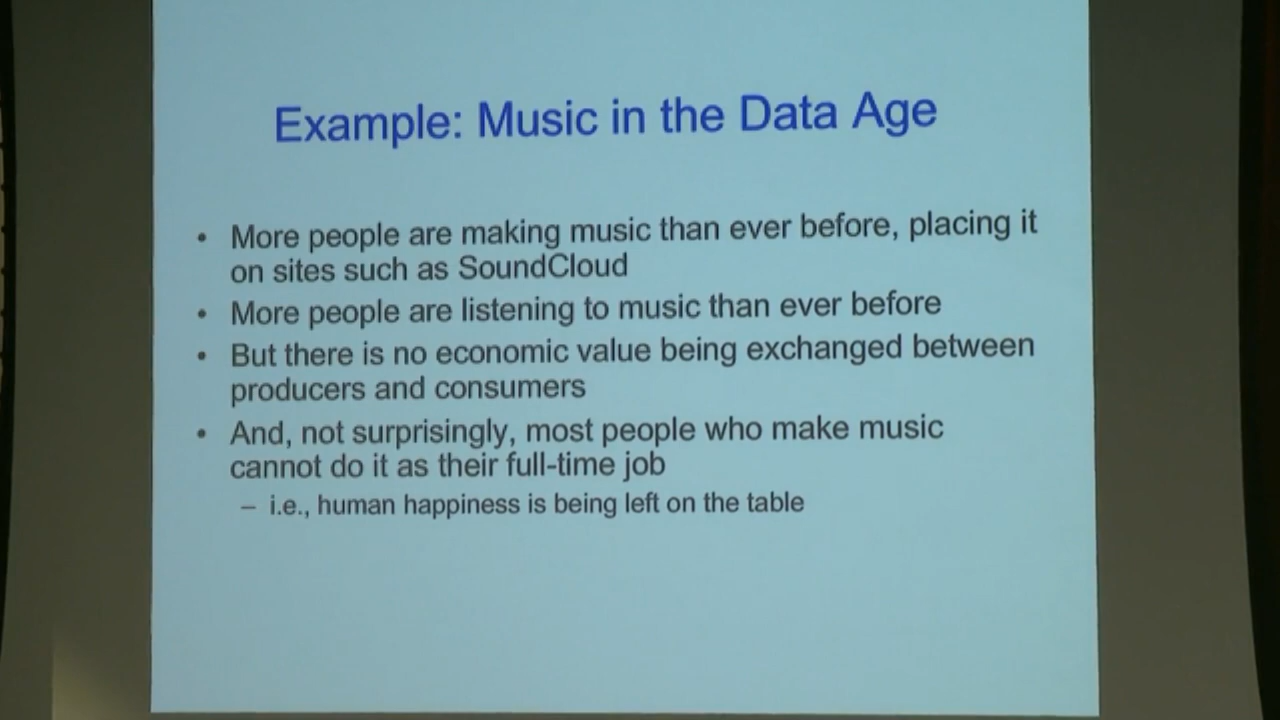 Example: Music in the Data Age
• More people are making music than ever before, placing it
on sites such as SoundCloud
• More people are listening to music than ever before
• But there is no economic value being exchanged between
producers and consumers
• And, not surprisingly, most people who make music
cannot do it as their full-time job
– i.e., human happiness is being left on the table